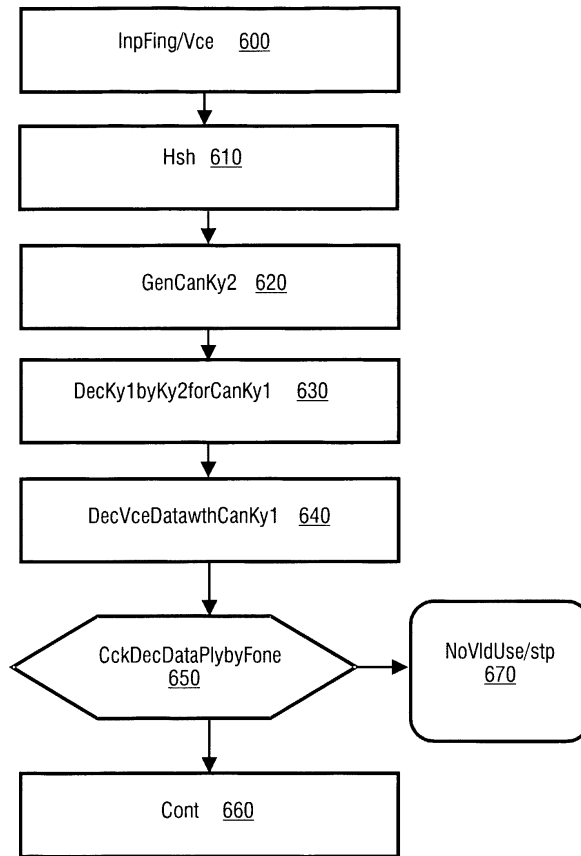 InpFing/Vce 600
Hsh 610
GenCanKy2 620
DecKy1byKy2forCanKy1 630
DecVceDatawthCanKy1 640
CckDecDataPlybyFone
650
NoVldUse/stp
670
Cont 660